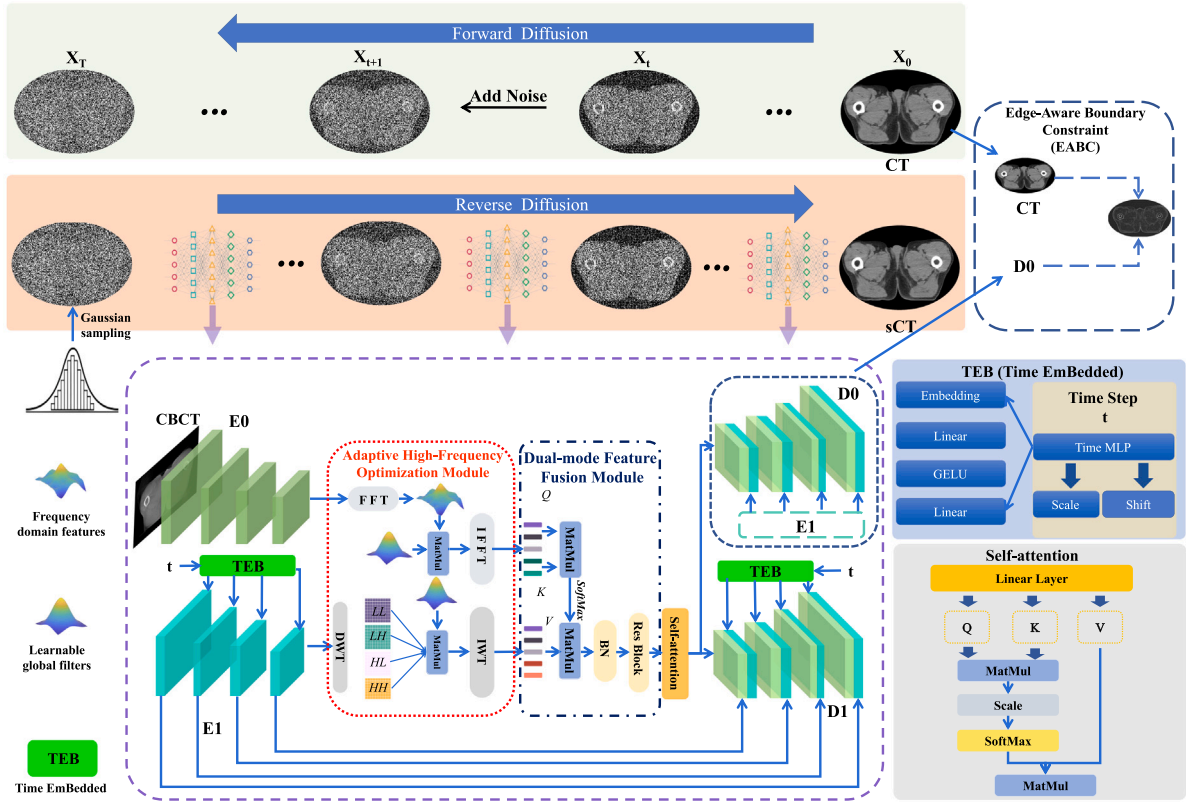 Forward Diffusion
X_T
X_{t+1}
X_t
X_0
...
Add Noise
...
CT
Edge-Aware Boundary
Constraint
(EABC)
CT
D0
Reverse Diffusion
...
...
sCT
Gaussian
sampling
CBCT
E0
Adaptive High-Frequency
Optimization Module
Dual-mode Feature
Fusion Module
D0
FFT
MatMul
IFFT
Q
MatMul
K
SoftMax
E1
Frequency
domain features
t
TEB
TEB
t
DWT
LL
LH
HL
HH
MatMul
IWT
V
MatMul
BN
Res Block
Self-attention
Learnable
global filters
E1
D1
TEB
Time EmBedded
TEB (Time EmBedded)
Embedding
Linear
GELU
Linear
Time Step
t
Time MLP
Scale
Shift
Self-attention
Linear Layer
Q
K
V
MatMul
Scale
SoftMax
MatMul